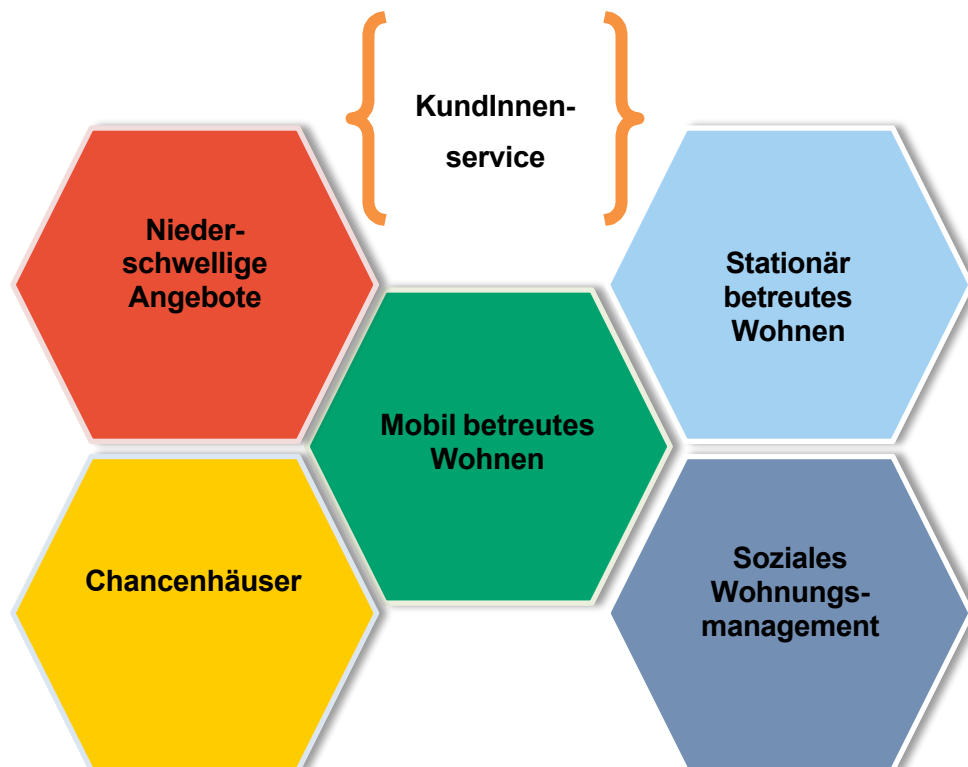 KundInnen-
service
Nieder-
schwellige
Angebote
Stationär
betreutes
Wohnen
Mobil betreutes
Wohnen
Chancenhäuser
Soziales
Wohnungs-
management